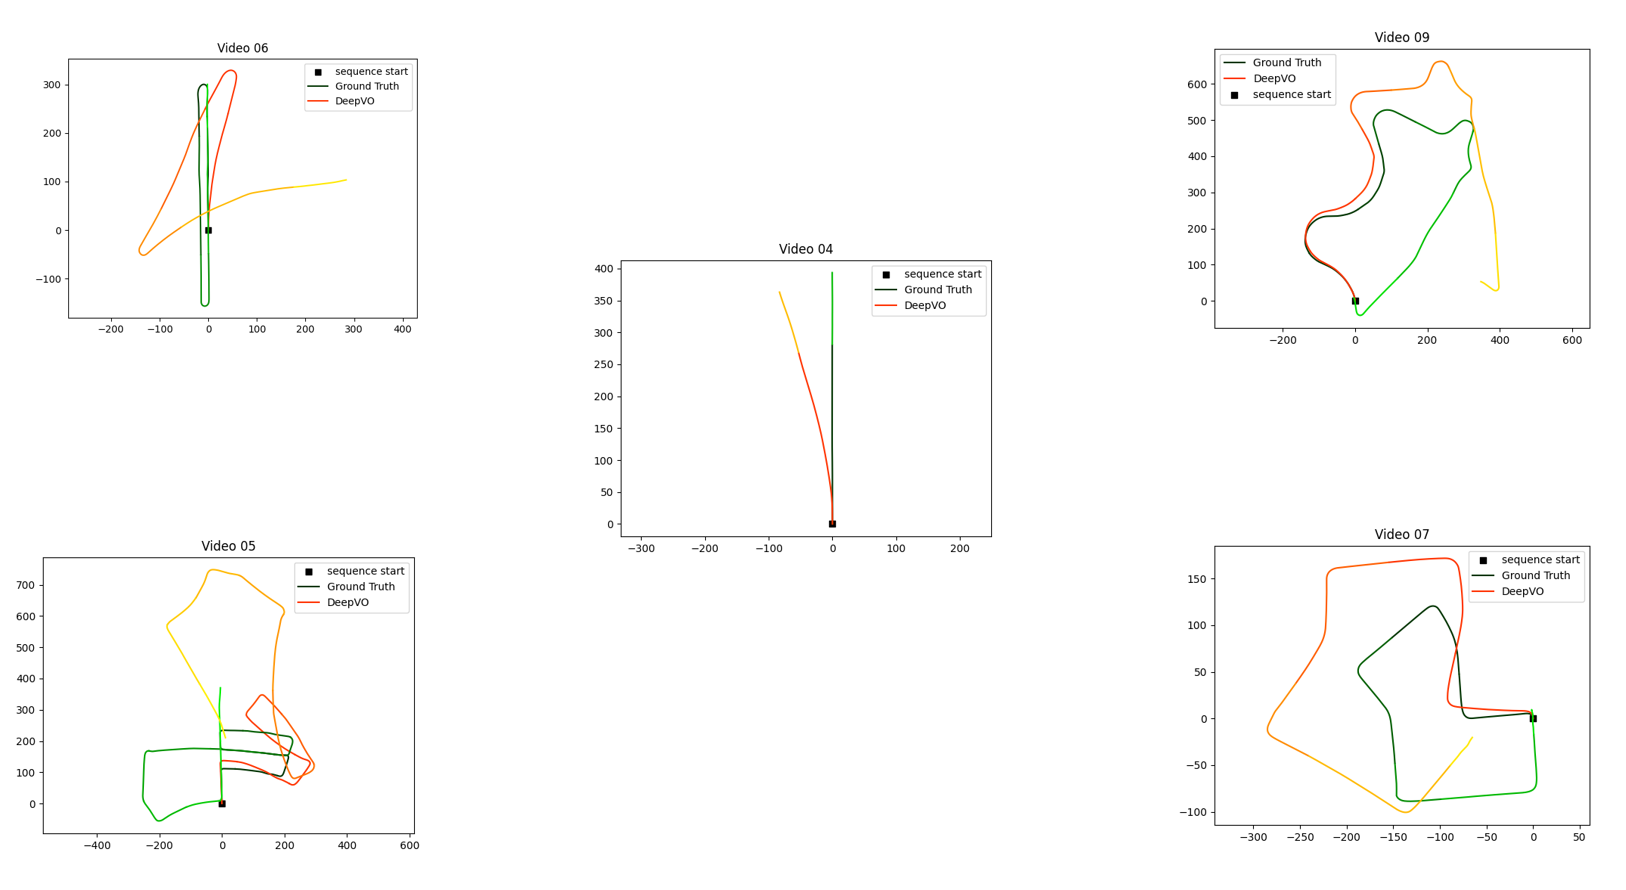 Video 06
sequence start
Ground Truth
DeepVO
300
200
100
0
−100
−200 −100 0 100 200 300 400
Video 04
sequence start
Ground Truth
DeepVO
400
350
300
250
200
150
100
50
0
−300 −200 −100 0 100 200
Video 09
Ground Truth
DeepVO
sequence start
600
500
400
300
200
100
0
−200 0 200 400 600
Video 05
sequence start
Ground Truth
DeepVO
700
600
500
400
300
200
100
0
−400 −200 0 200 400 600
Video 07
sequence start
Ground Truth
DeepVO
150
100
50
0
−50
−100
−300 −250 −200 −150 −100 −50 0 50